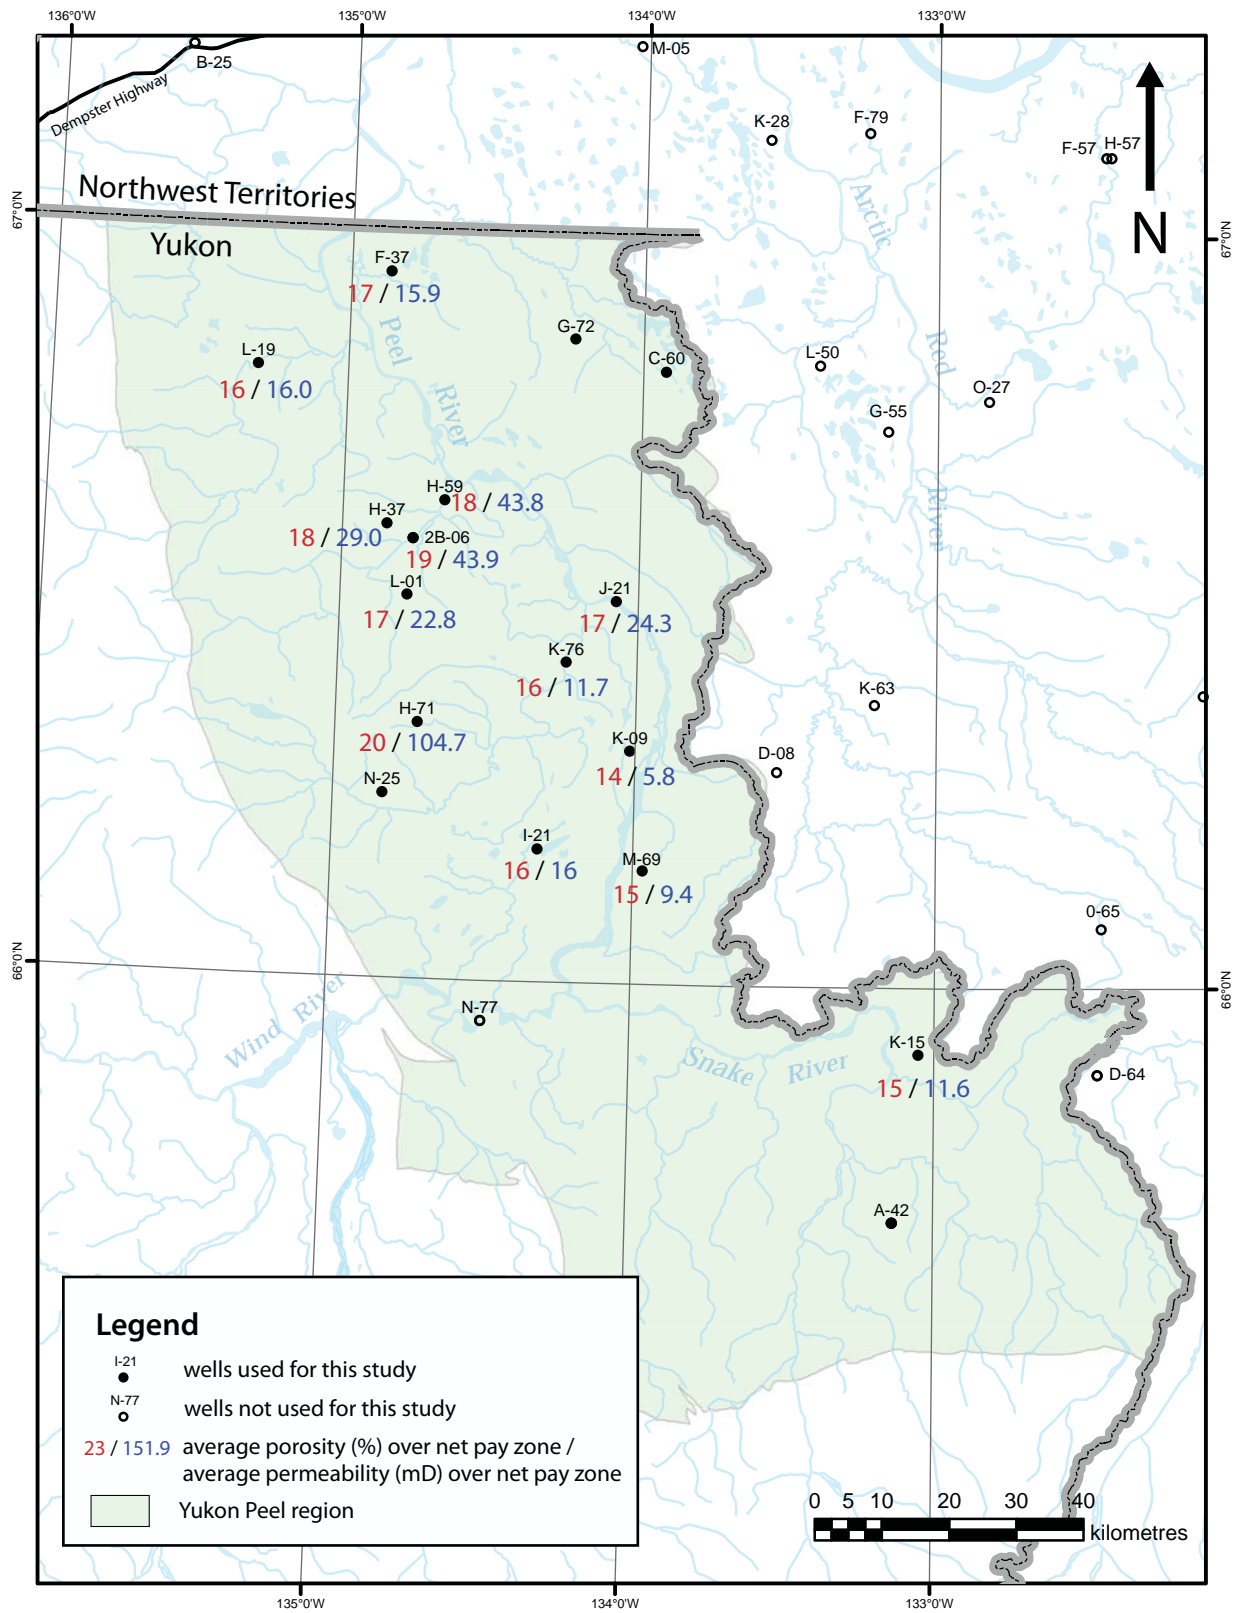 136°0'W 135°0'W 134°0'W 133°0'W
B-25
M-05
Dempster Highway
K-28
F-79
F-57 H-57
Northwest Territories
Yukon
67°0'N
67°0'N
N
Arctic
Red
River
F-37
17 / 15.9
Peel
River
G-72
L-19
16 / 16.0
C-60
L-50
O-27
G-55
H-59
18 / 43.8
H-37
18 / 29.0
2B-06
19 / 43.9
L-01
17 / 22.8
J-21
17 / 24.3
K-76
16 / 11.7
K-63
H-71
20 / 104.7
K-09
14 / 5.8
D-08
N-25
I-21
16 / 16
M-69
15 / 9.4
0-65
66°0'N
66°0'N
Wind River
N-77
Snake River
K-15
15 / 11.6
D-64
A-42
Legend
I-21
wells used for this study
N-77
wells not used for this study
23 / 151.9 average porosity (%) over net pay zone /
average permeability (mD) over net pay zone
Yukon Peel region
0 5 10 20 30 40
kilometres
135°0'W 134°0'W 133°0'W